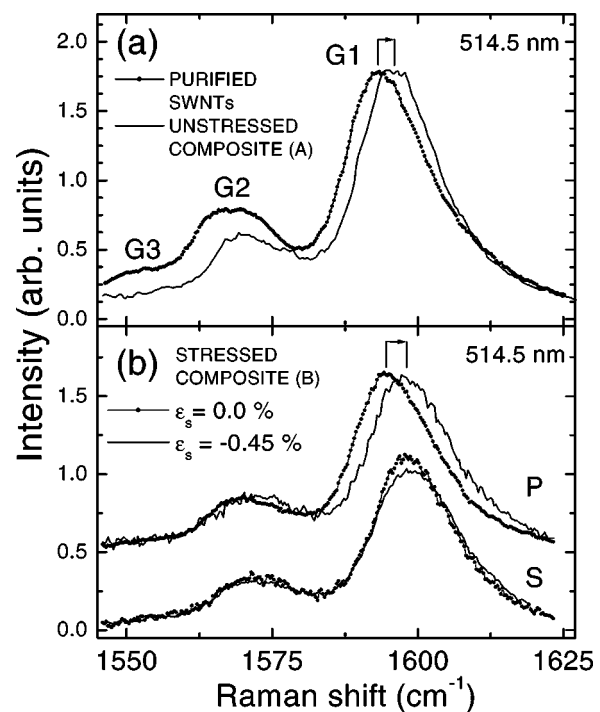 (a)
514.5 nm
G1
PURIFIED
SWNTs
UNSTRESSED
COMPOSITE (A)
G2
G3
2.0
1.5
1.0
0.5
0.0
Intensity (arb. units)
(b)
514.5 nm
STRESSED
COMPOSITE (B)
εs = 0.0 %
εs = -0.45 %
P
S
1.5
1.0
0.5
0.0
1550 1575 1600 1625
Raman shift (cm-1)